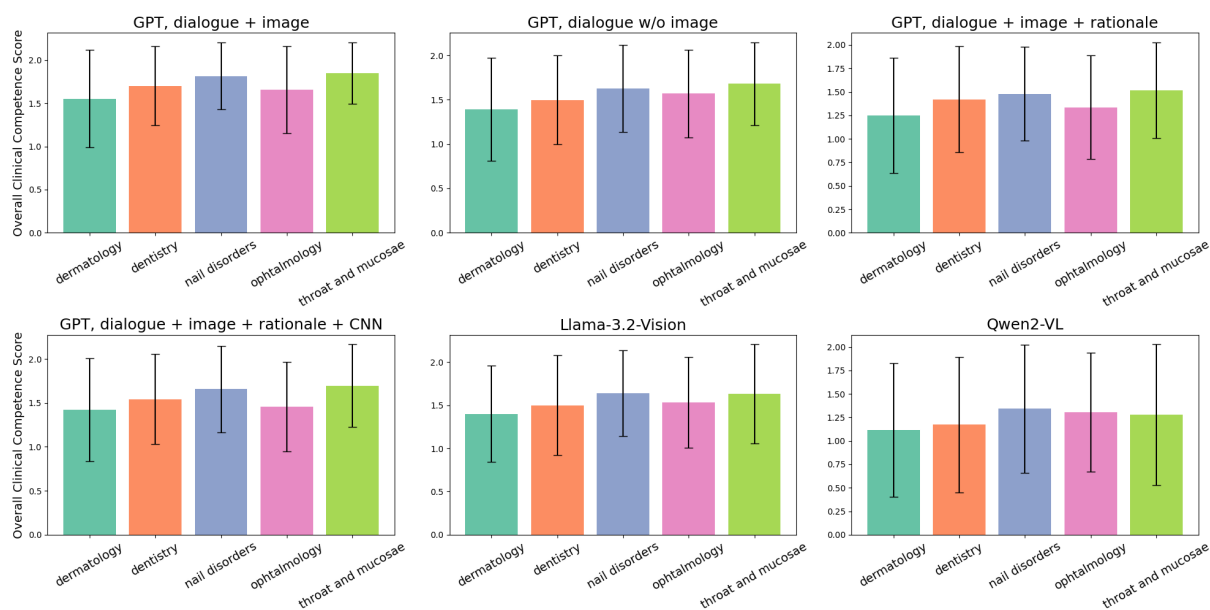 GPT, dialogue + image
Overall Clinical Competence Score
2.0
1.5
1.0
0.5
0.0
dermatology
dentistry
nail disorders
ophtalmology
throat and mucosae
GPT, dialogue w/o image
2.0
1.5
1.0
0.5
0.0
dermatology
dentistry
nail disorders
ophtalmology
throat and mucosae
GPT, dialogue + image + rationale
2.00
1.75
1.50
1.25
1.00
0.75
0.50
0.25
0.00
dermatology
dentistry
nail disorders
ophtalmology
throat and mucosae
GPT, dialogue + image + rationale + CNN
Overall Clinical Competence Score
2.0
1.5
1.0
0.5
0.0
dermatology
dentistry
nail disorders
ophtalmology
throat and mucosae
Llama-3.2-Vision
2.0
1.5
1.0
0.5
0.0
dermatology
dentistry
nail disorders
ophtalmology
throat and mucosae
Qwen2-VL
2.00
1.75
1.50
1.25
1.00
0.75
0.50
0.25
0.00
dermatology
dentistry
nail disorders
ophtalmology
throat and mucosae